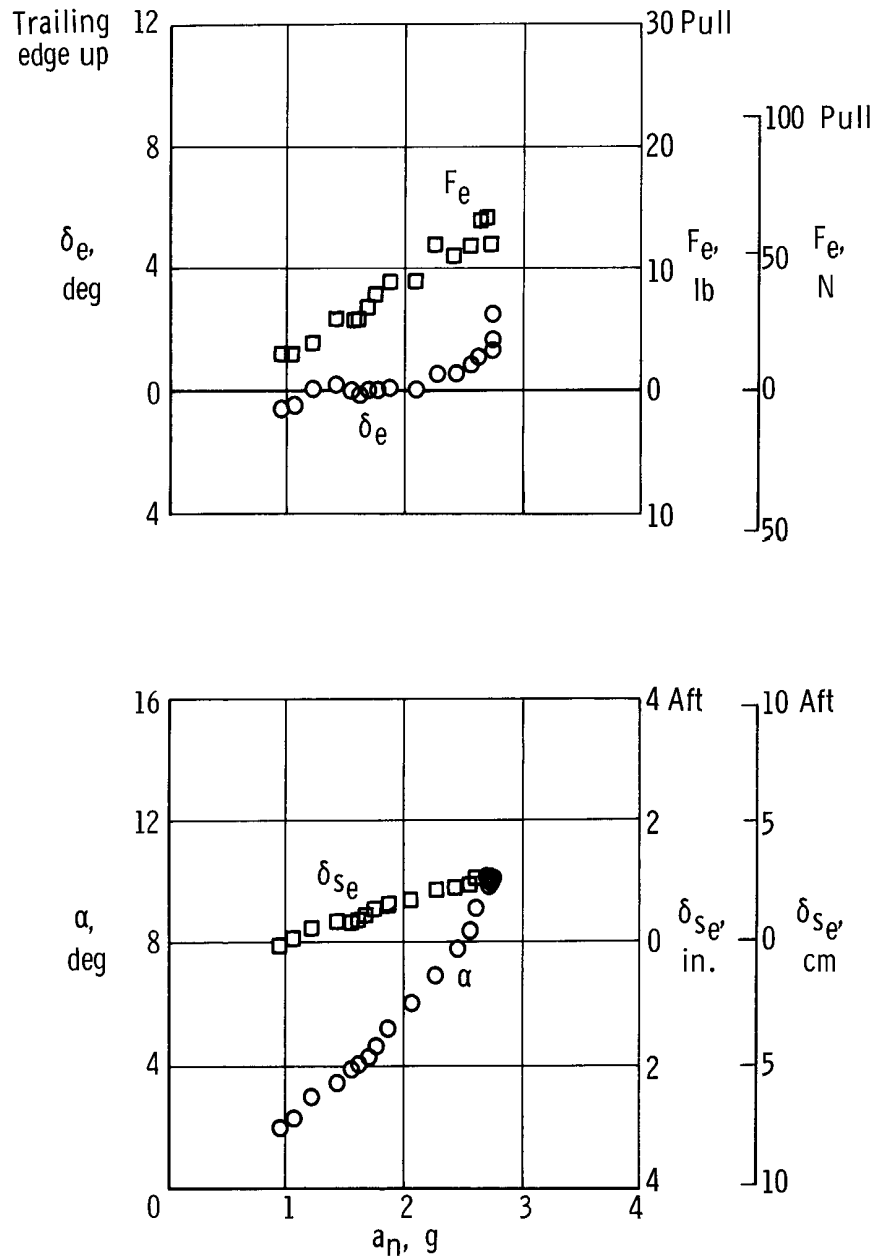 Trailing
edge up
12
8
δe,
deg
4
0
4
Fe
δe
30 Pull
20
Fe,
lb
10
0
10
100 Pull
50
Fe,
N
0
50
16
12
α,
deg
8
4
0
δse
α
4 Aft
2
0
δse,
in.
2
4
10 Aft
5
0
δse,
cm
5
10
1
2
3
4
an, g